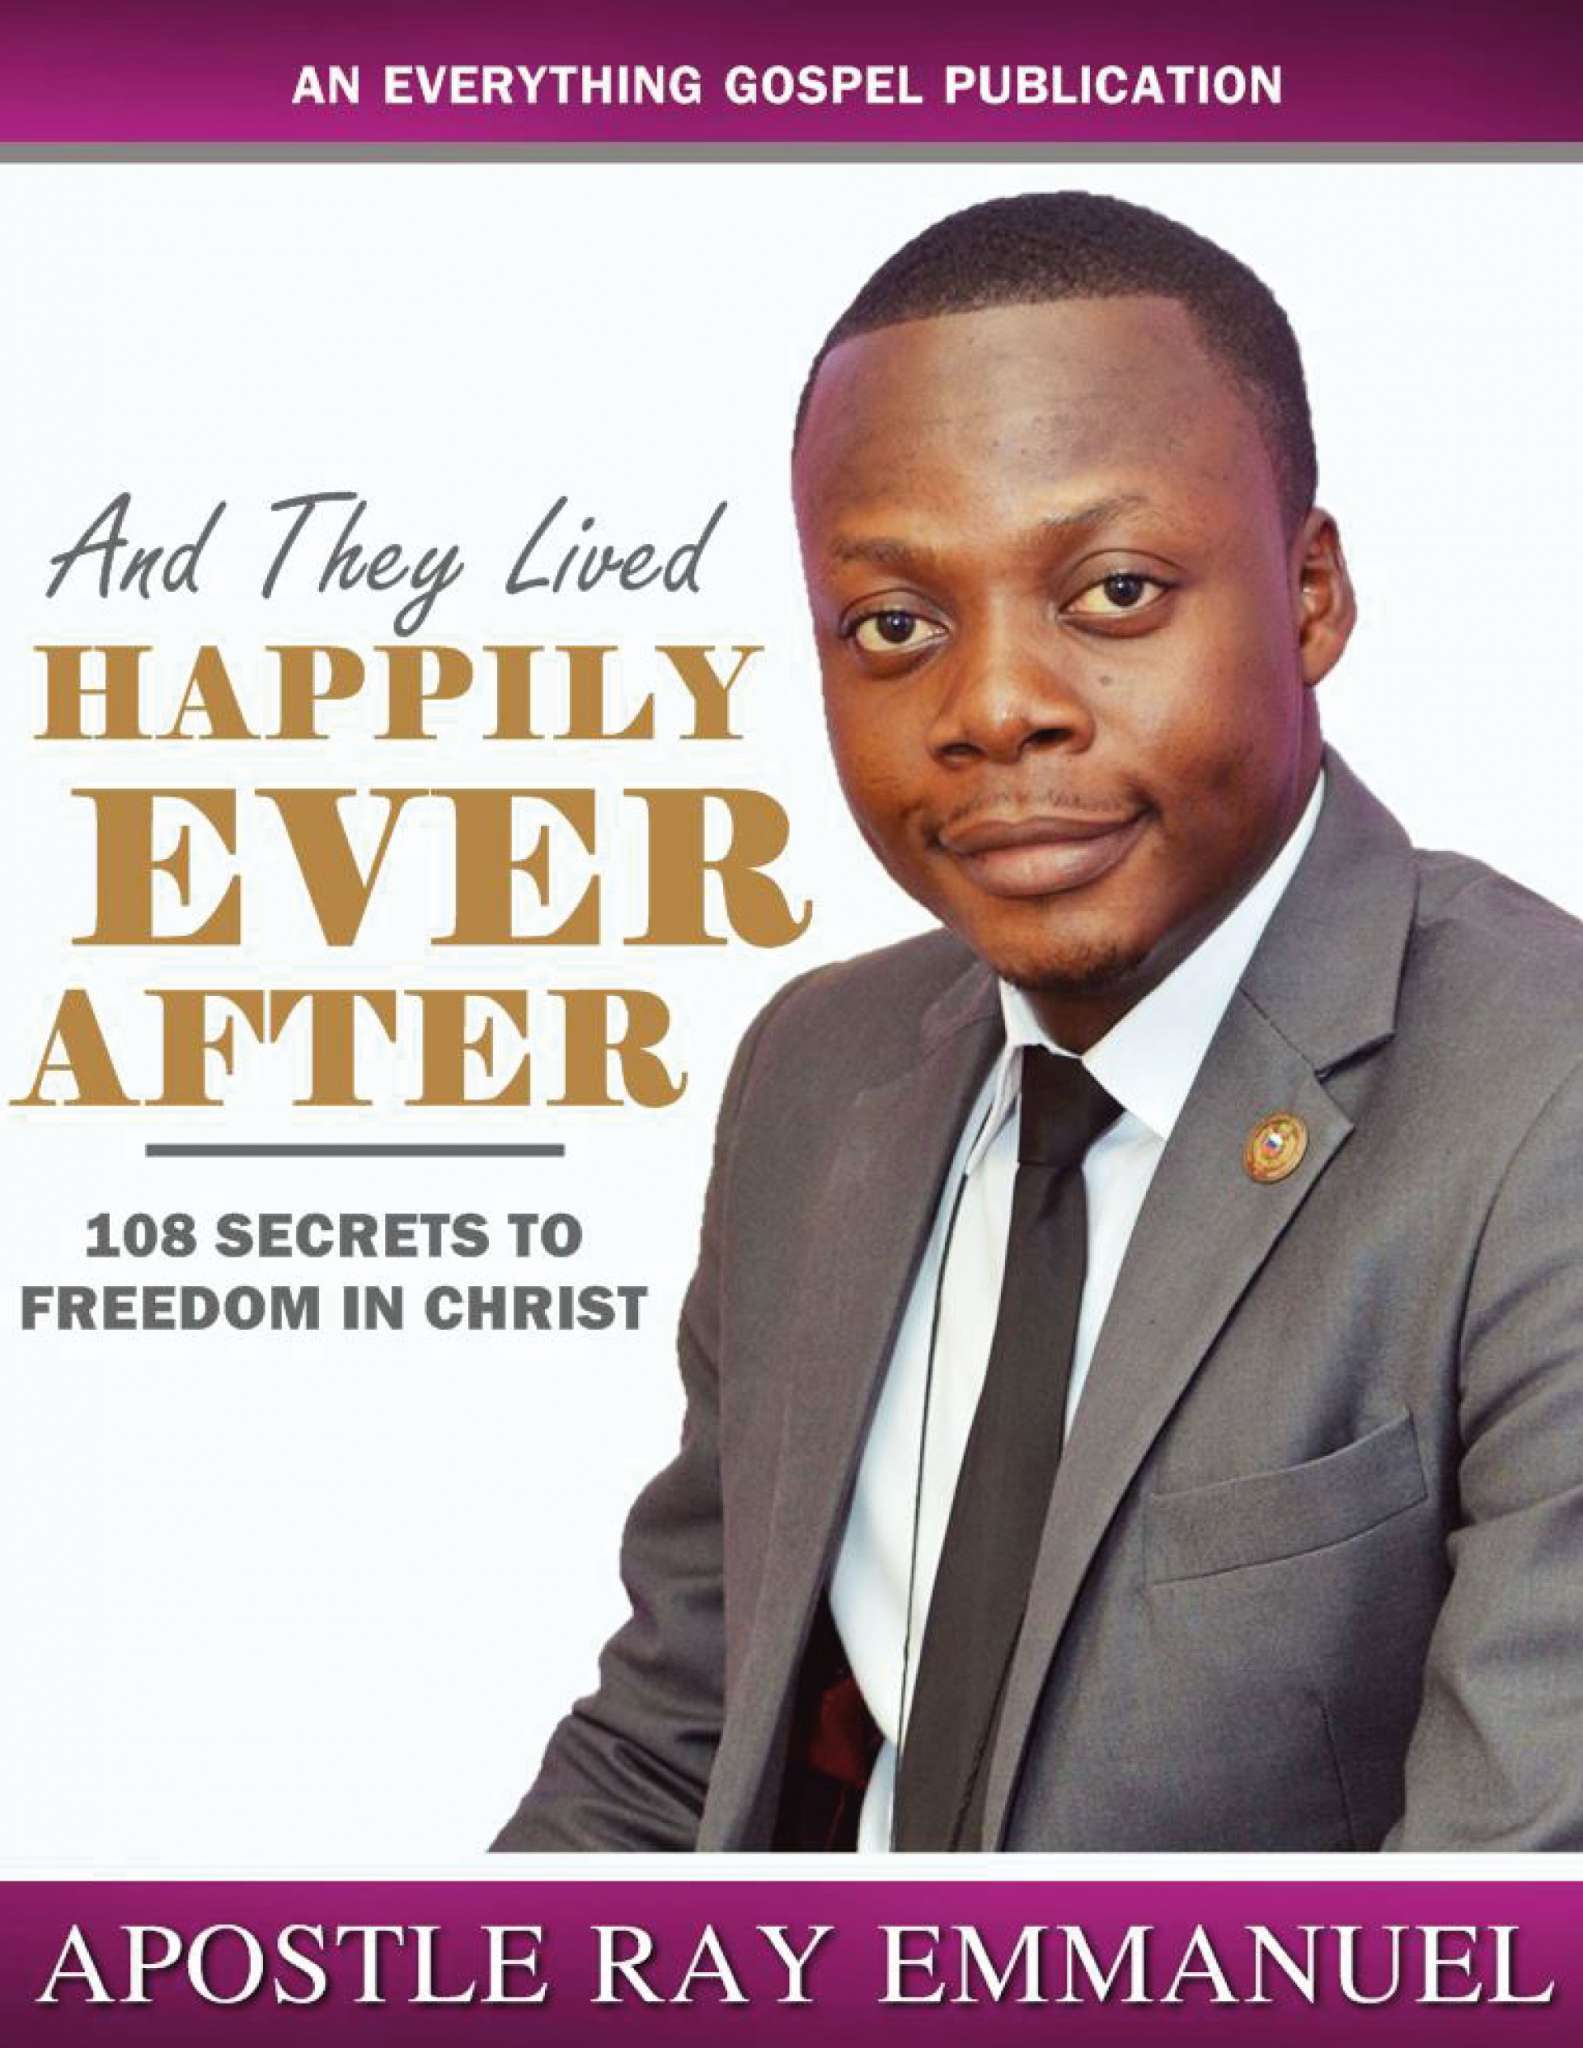 AN EVERYTHING GOSPEL PUBLICATION
And They Lived
HAPPILY
EVER
AFTER
108 SECRETS TO
FREEDOM IN CHRIST
APOSTLE RAY EMMANUEL